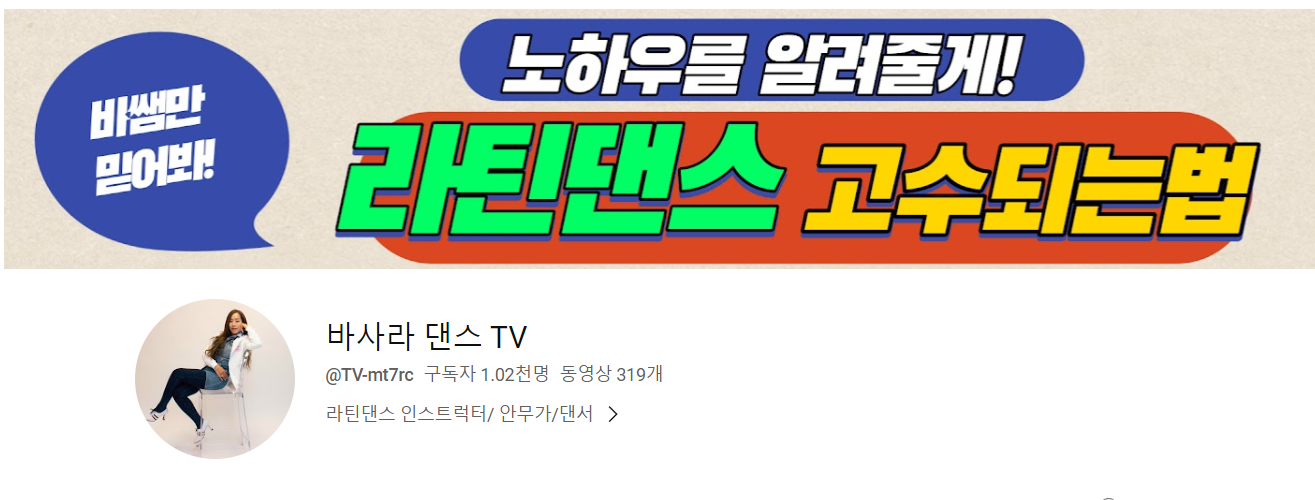 바쌤만
믿어봐!
노하우를 알려줄게!
라틴댄스 고수되는법
바사라 댄스 TV
@TV-mt7rc 구독자 1.02천명 동영상 319개
라틴댄스 인스트럭터/ 안무가/댄서